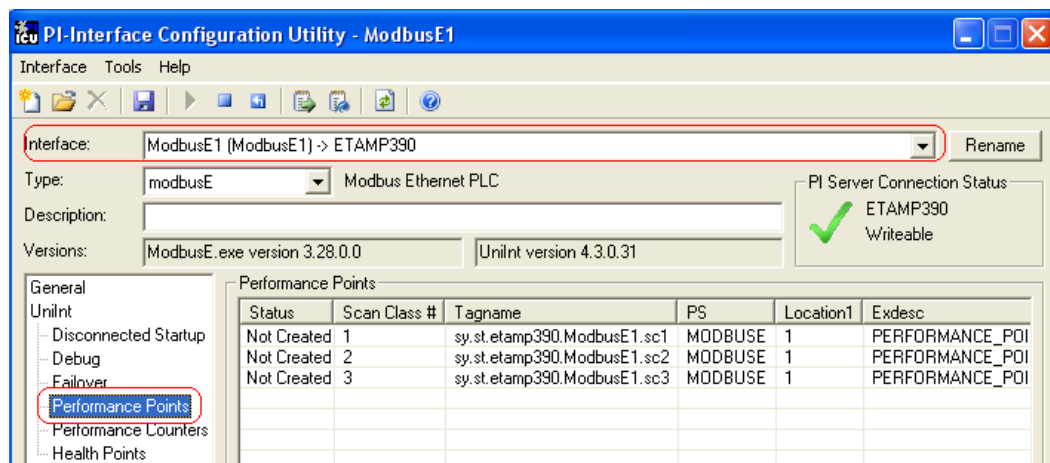 PI-Interface Configuration Utility - ModbusE1
Interface Tools Help
Interface: ModbusE1 (ModbusE1) -> ETAMP390 Rename
Type: modbusE Modbus Ethernet PLC
PI Server Connection Status
ETAMP390
Writeable
Description:
Versions: ModbusE.exe version 3.28.0.0 UniInt version 4.3.0.31
General
UniInt
Disconnected Startup
Debug
Failover
Performance Points
Performance Counters
Health Points
Performance Points
Status Scan Class # Tagname PS Location1 Exdesc
Not Created 1 sy.st.etamp390.ModbusE1.sc1 MODBUSE 1 PERFORMANCE_POI
Not Created 2 sy.st.etamp390.ModbusE1.sc2 MODBUSE 1 PERFORMANCE_POI
Not Created 3 sy.st.etamp390.ModbusE1.sc3 MODBUSE 1 PERFORMANCE_POI